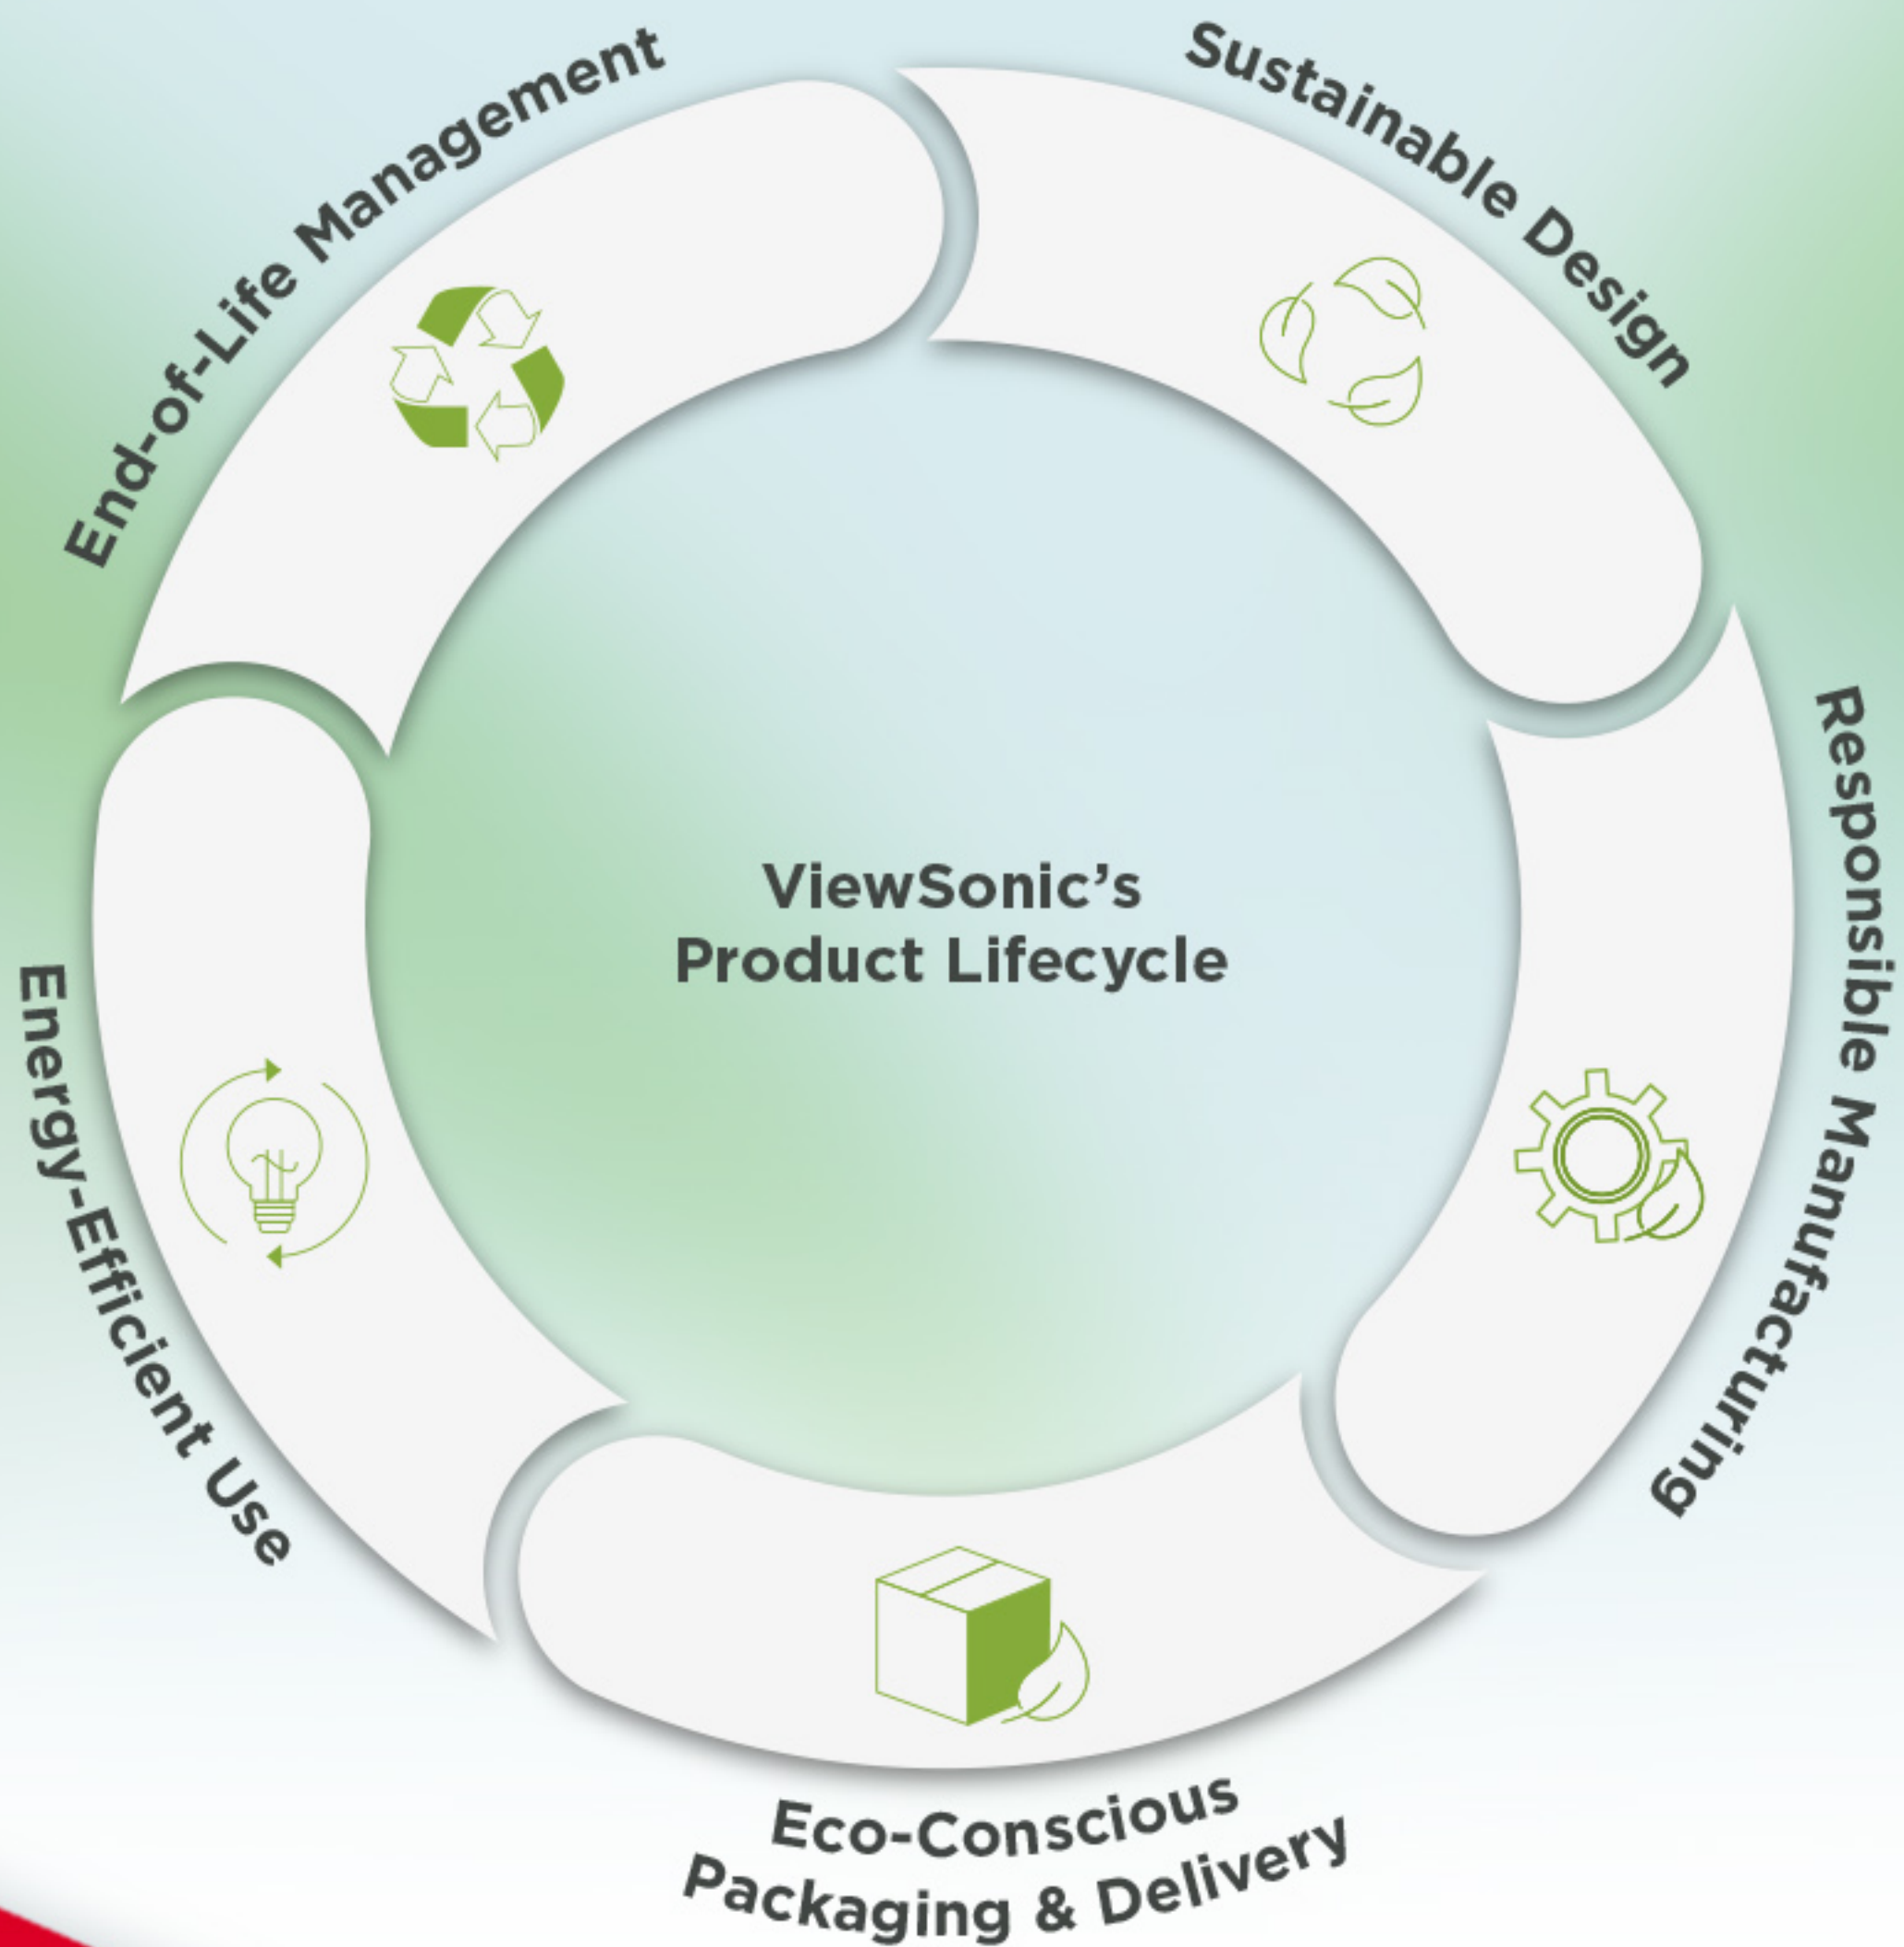 End-of-Life Management
Sustainable Design
Responsible Manufacturing
ViewSonic’s
Product Lifecycle
Energy-Efficient Use
Eco-Conscious
Packaging & Delivery